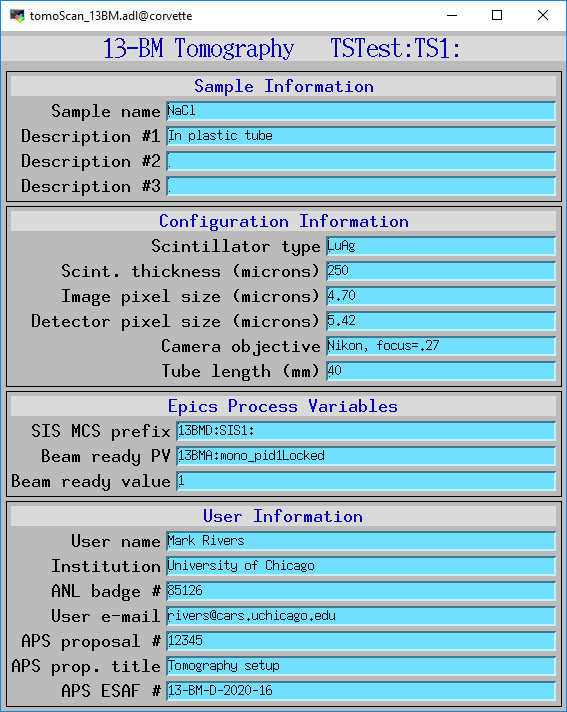 tomoScan_13BM.adl@corvette
13-BM Tomography TSTest:TS1:
Sample Information
Sample name NaCl
Description #1 In plastic tube
Description #2
Description #3
Configuration Information
Scintillator type LuAg
Scint. thickness (microns) 250
Image pixel size (microns) 4.70
Detector pixel size (microns) 5.42
Camera objective Nikon, focus=.27
Tube length (mm) 40
Epics Process Variables
SIS MCS prefix 13BMD:SIS1:
Beam ready PV 13BMA:mono_pid1Locked
Beam ready value 1
User Information
User name Mark Rivers
Institution University of Chicago
ANL badge # 85126
User e-mail rivers@cars.uchicago.edu
APS proposal # 12345
APS prop. title Tomography setup
APS ESAF # 13-BM-D-2020-16